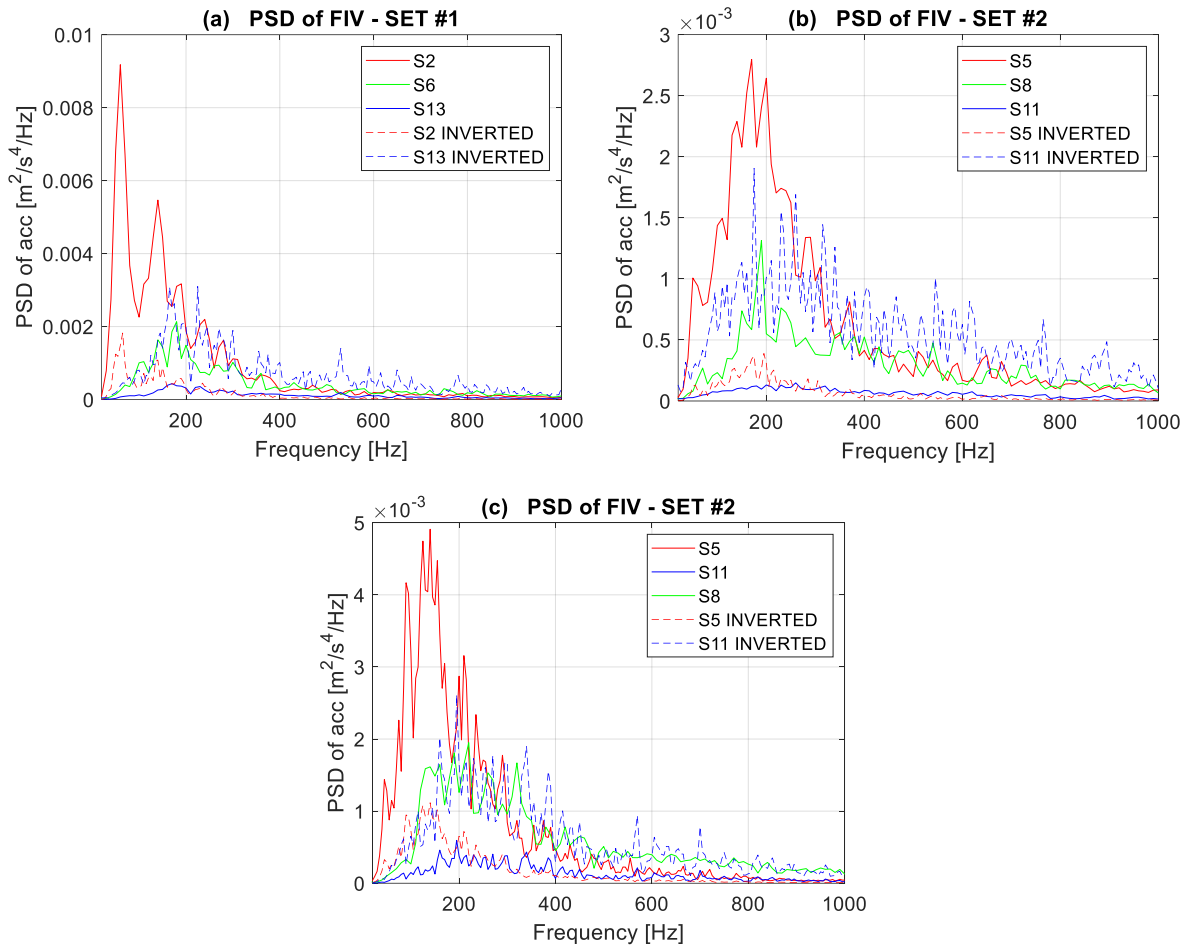 (a) PSD of FIV - SET #1
0.01
0.008
0.006
0.004
0.002
0
200 400 600 800 1000
Frequency [Hz]
PSD of acc [m²/s⁴/Hz]
S2
S6
S13
S2 INVERTED
S13 INVERTED
(b) PSD of FIV - SET #2
×10⁻³
3
2.5
2
1.5
1
0.5
0
200 400 600 800 1000
Frequency [Hz]
PSD of acc [m²/s⁴/Hz]
S5
S8
S11
S5 INVERTED
S11 INVERTED
(c) PSD of FIV - SET #2
×10⁻³
5
4
3
2
1
0
200 400 600 800 1000
Frequency [Hz]
PSD of acc [m²/s⁴/Hz]
S5
S11
S8
S5 INVERTED
S11 INVERTED